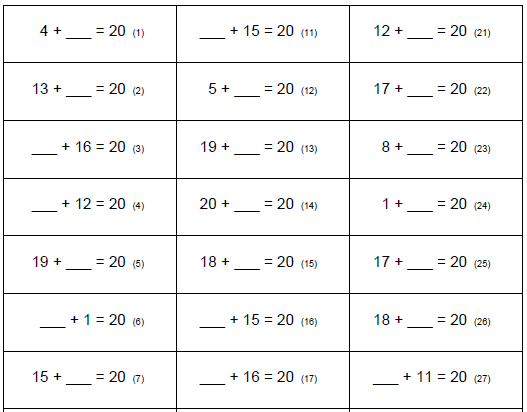 4 + ___ = 20 (1) ___ + 15 = 20 (11) 12 + ___ = 20 (21)
13 + ___ = 20 (2) 5 + ___ = 20 (12) 17 + ___ = 20 (22)
___ + 16 = 20 (3) 19 + ___ = 20 (13) 8 + ___ = 20 (23)
___ + 12 = 20 (4) 20 + ___ = 20 (14) 1 + ___ = 20 (24)
19 + ___ = 20 (5) 18 + ___ = 20 (15) 17 + ___ = 20 (25)
___ + 1 = 20 (6) ___ + 15 = 20 (16) 18 + ___ = 20 (26)
15 + ___ = 20 (7) ___ + 16 = 20 (17) ___ + 11 = 20 (27)